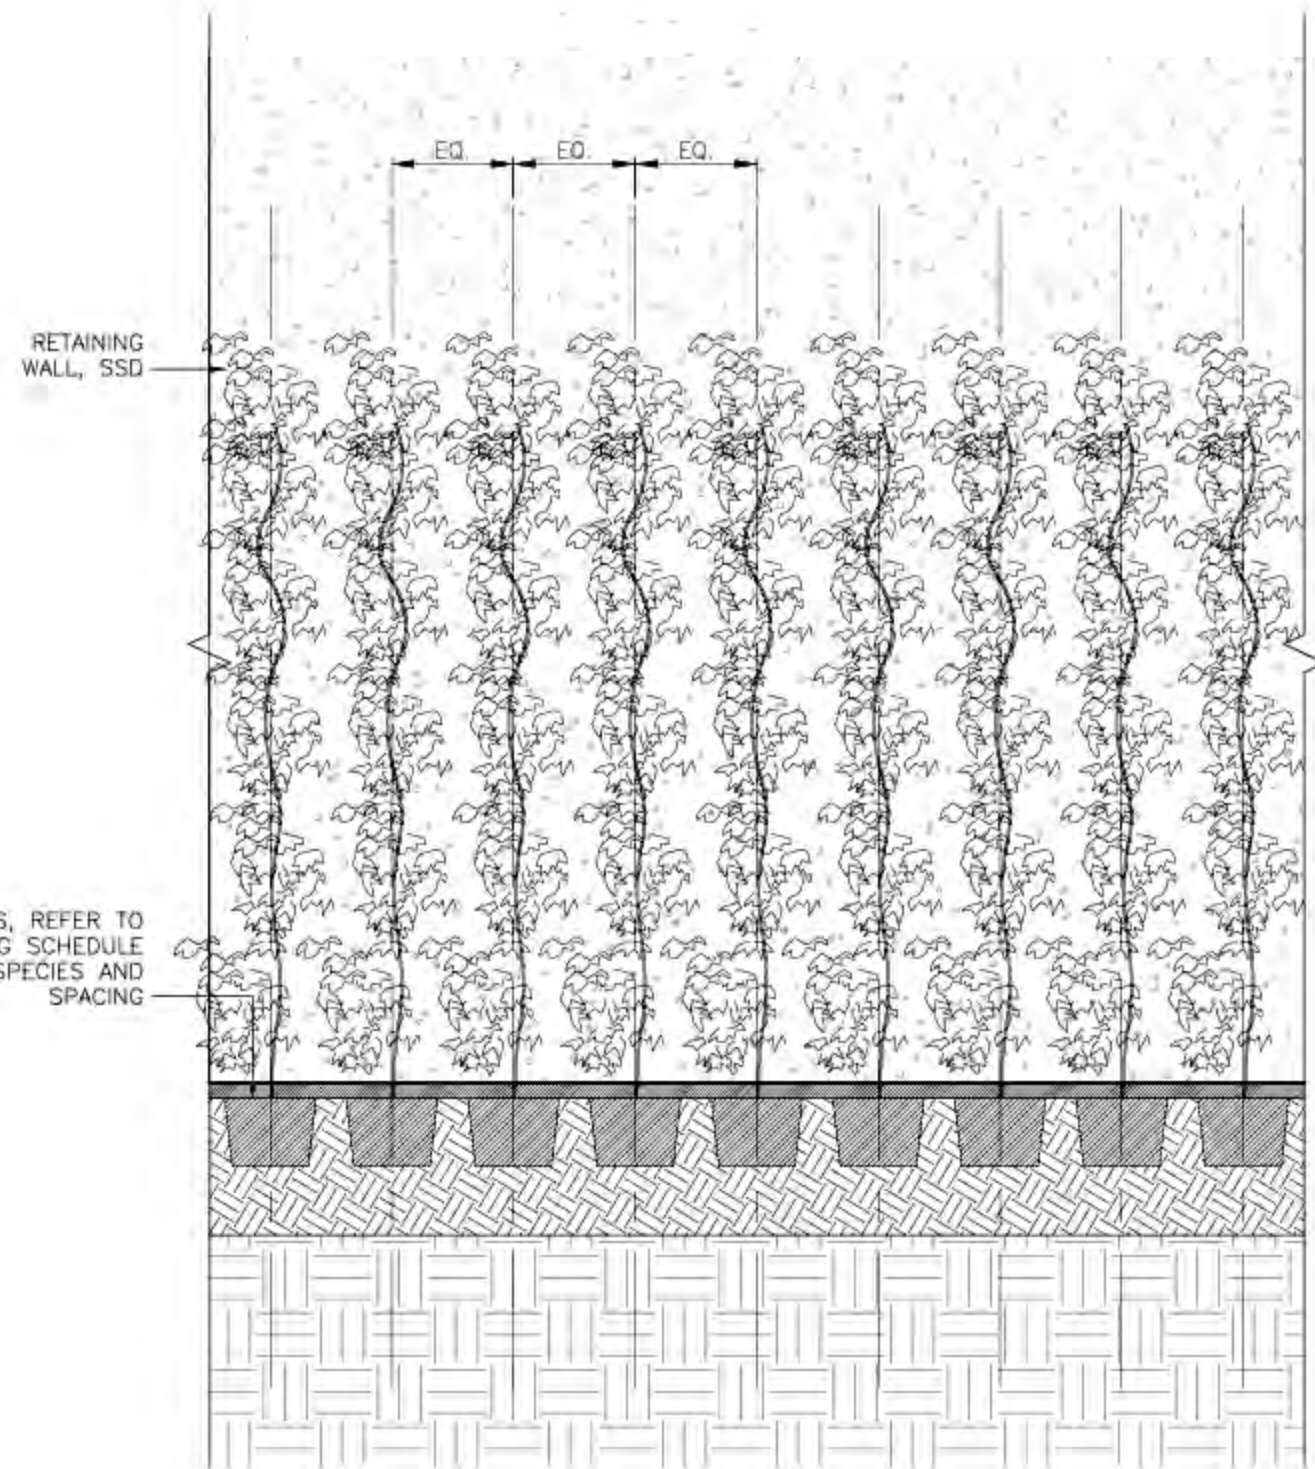 EQ. EQ. EQ.
RETAINING
WALL, SSD
REFER TO
SCHEDULE
SPECIES AND
SPACING